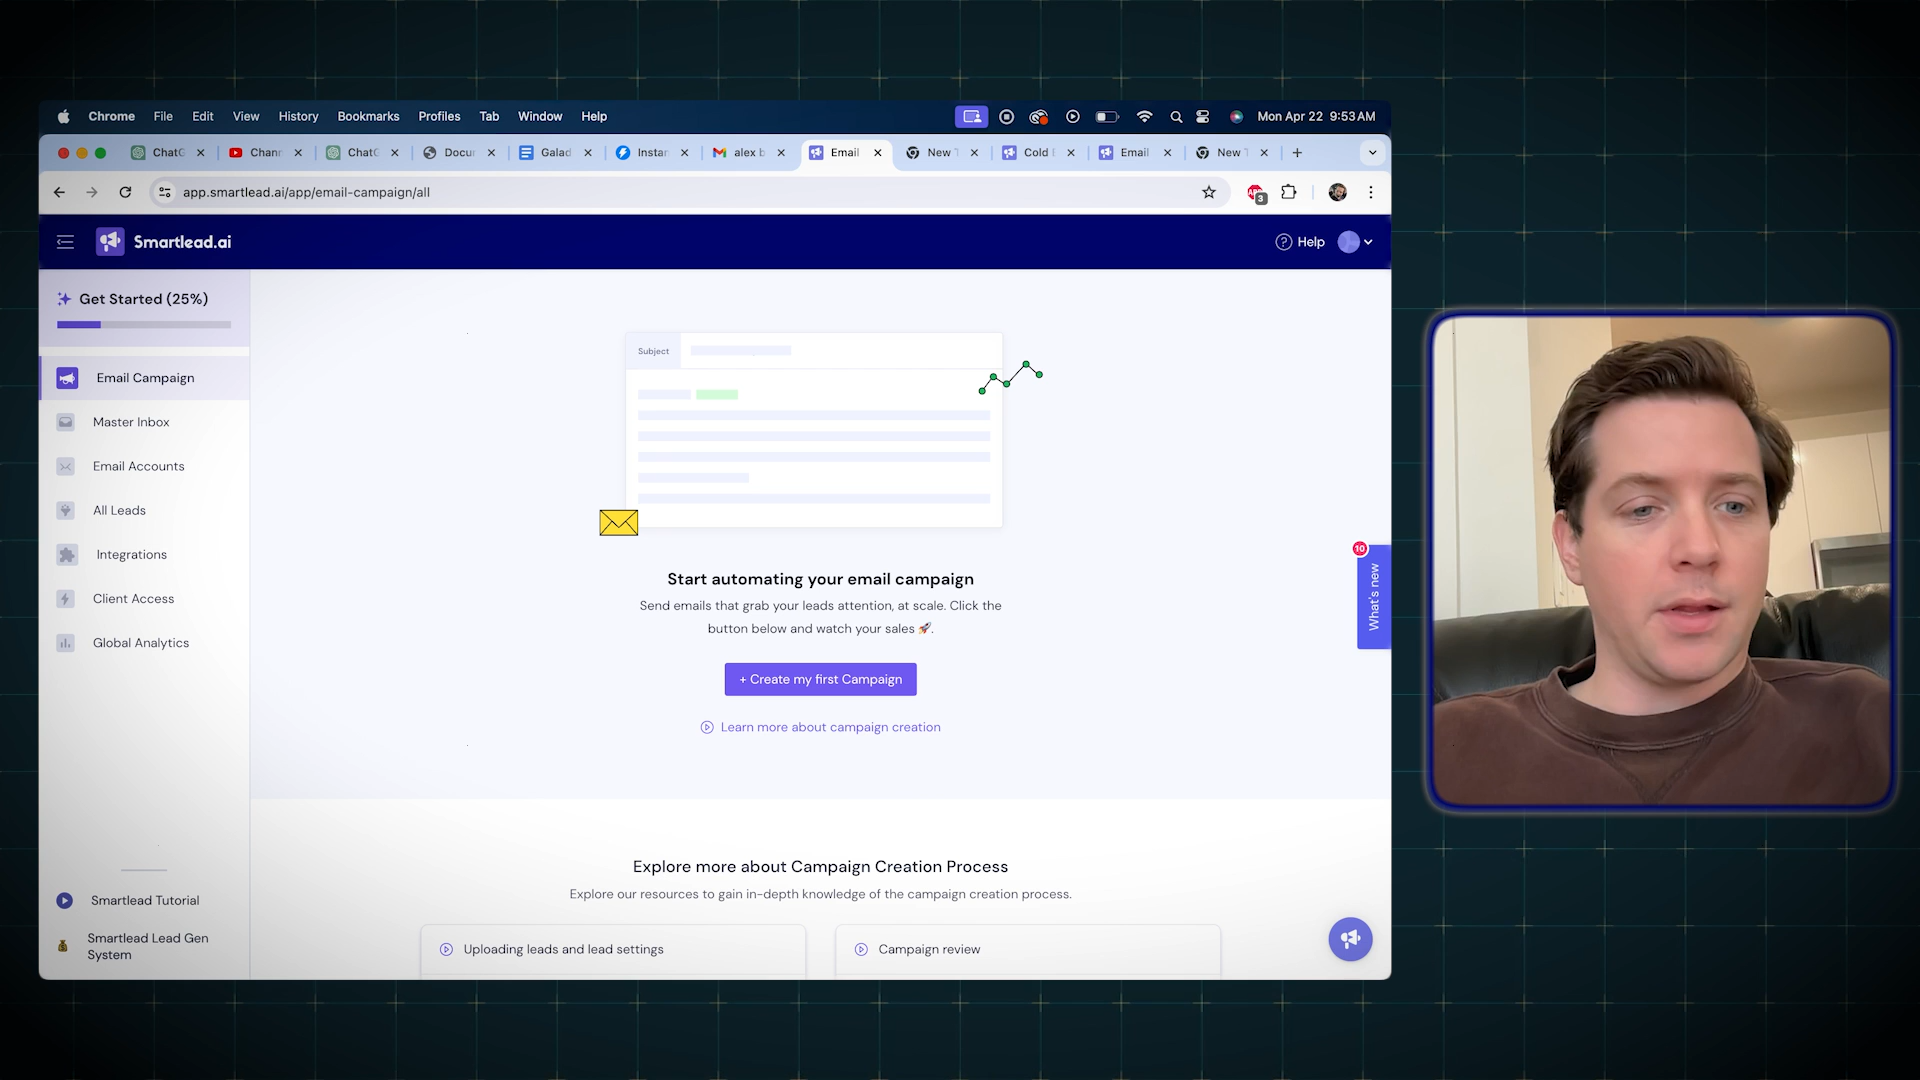 Chrome File Edit View History Bookmarks Profiles Tab Window Help Mon Apr 22 9:53 AM
ChatG Chann ChatG Docur Galad Instan alex b Email New T Cold E Email New T
app.smartlead.ai/app/email-campaign/all
3
Smartlead.ai
Help
Get Started (25%)
Email Campaign
Master Inbox
Email Accounts
All Leads
Integrations
Client Access
Global Analytics
Smartlead Tutorial
Smartlead Lead Gen
System
Subject
Start automating your email campaign
Send emails that grab your leads attention, at scale. Click the
button below and watch your sales 🚀.
+ Create my first Campaign
Learn more about campaign creation
10
What's new
Explore more about Campaign Creation Process
Explore our resources to gain in-depth knowledge of the campaign creation process.
Uploading leads and lead settings
Campaign review